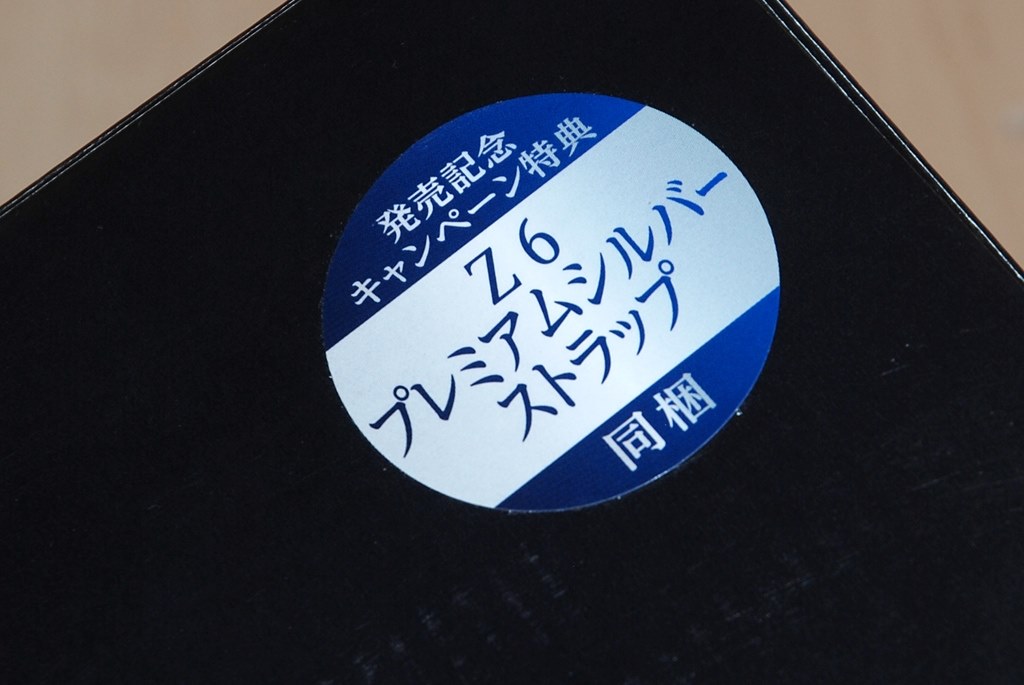 発売記念
キャンペーン特典
Z6
プレミアムシルバー
ストラップ
同梱